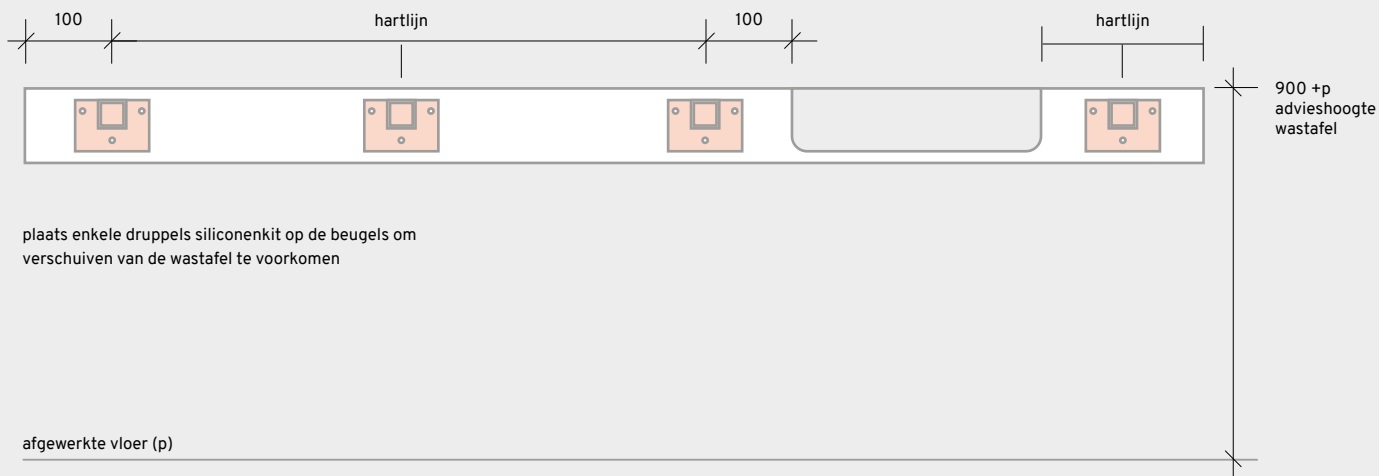 100
hartlijn
100
hartlijn
900 +p
advieshoogte
wastafel
plaats enkele druppels siliconenkit op de beugels om
verschuiven van de wastafel te voorkomen
afgewerkte vloer (p)